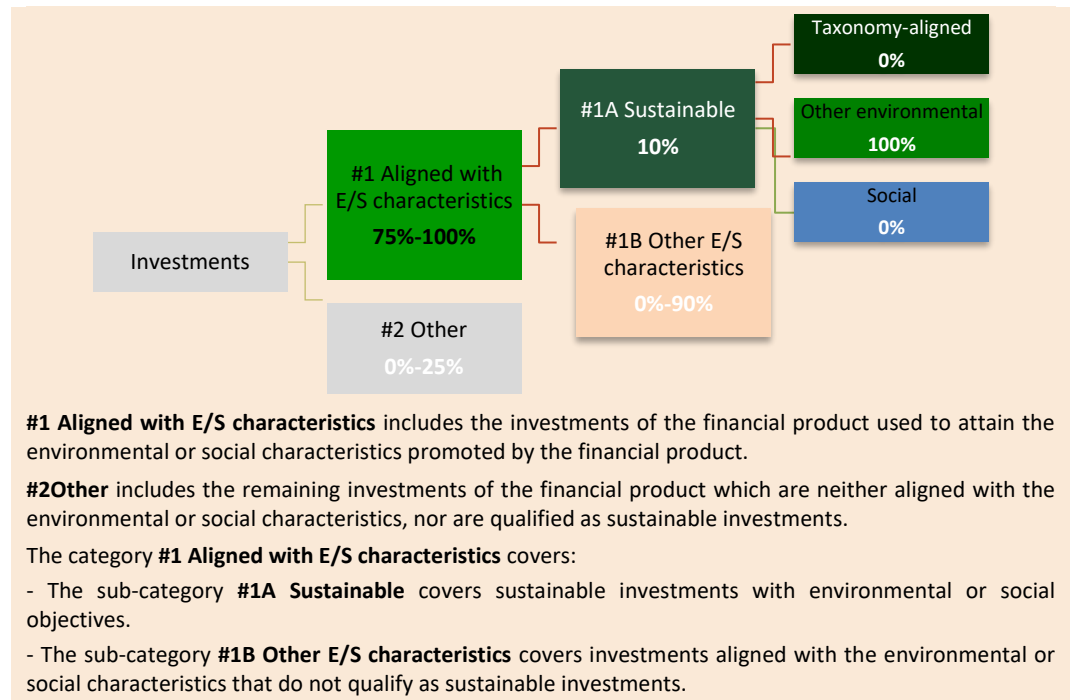 Taxonomy-aligned
0%
#1A Sustainable
10%
Other environmental
100%
#1 Aligned with
E/S characteristics
75%-100%
Social
0%
#1B Other E/S
characteristics
0%-90%
Investments
#2 Other
0%-25%
#1 Aligned with E/S characteristics includes the investments of the financial product used to attain the
environmental or social characteristics promoted by the financial product.
#2Other includes the remaining investments of the financial product which are neither aligned with the
environmental or social characteristics, nor are qualified as sustainable investments.
The category #1 Aligned with E/S characteristics covers:
- The sub-category #1A Sustainable covers sustainable investments with environmental or social
objectives.
- The sub-category #1B Other E/S characteristics covers investments aligned with the environmental or
social characteristics that do not qualify as sustainable investments.